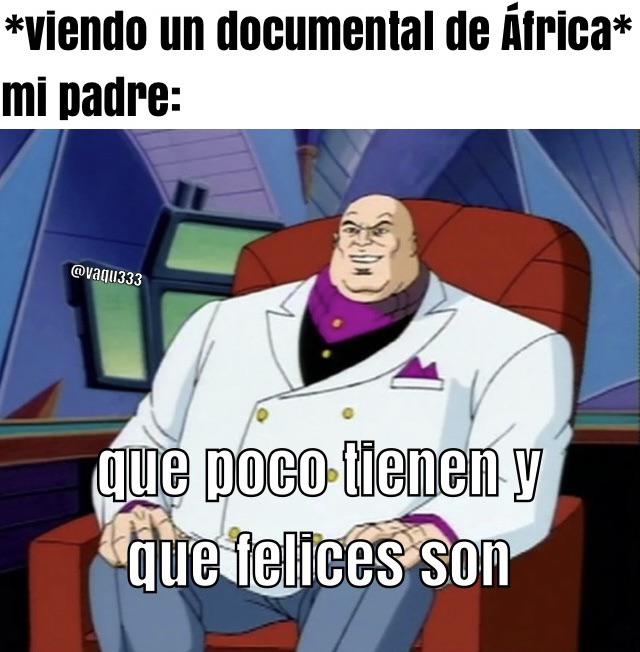 *viendo un documental de África*
mi padre:
@vaqu333
que poco tienen y
que felices son